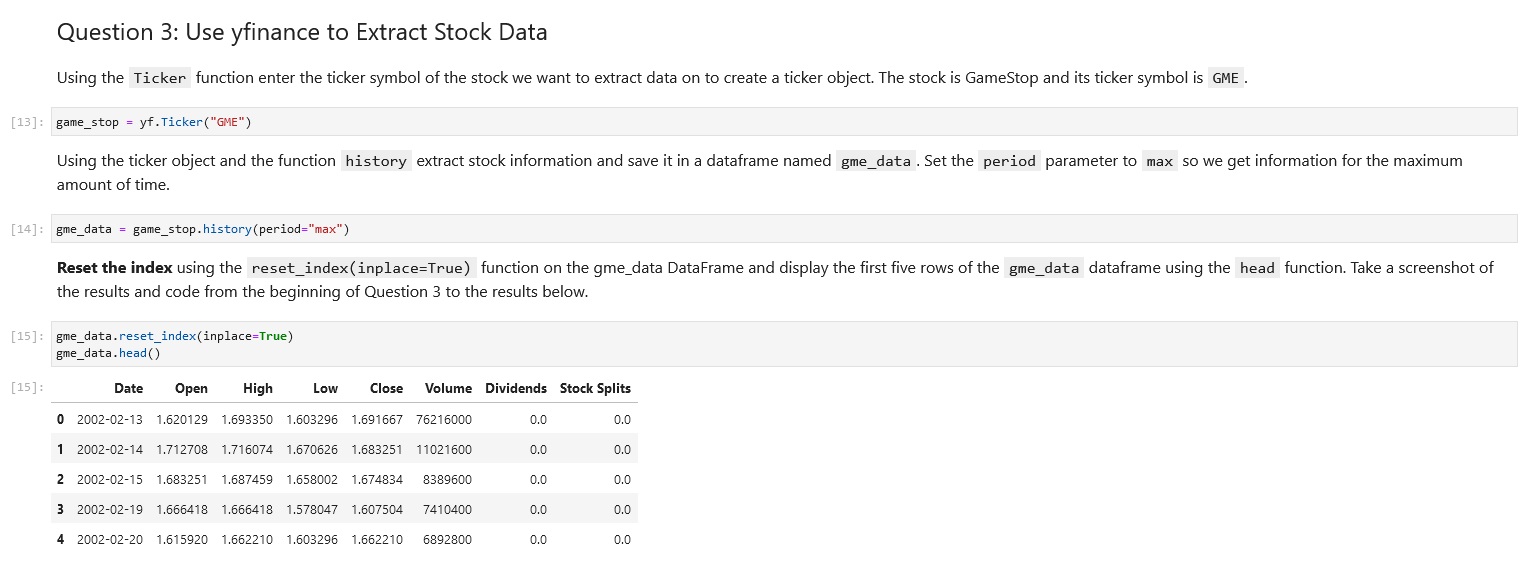 Question 3: Use yfinance to Extract Stock Data
Using the Ticker function enter the ticker symbol of the stock we want to extract data on to create a ticker object. The stock is GameStop and its ticker symbol is GME .
[13]: game_stop = yf.Ticker("GME")
Using the ticker object and the function history extract stock information and save it in a dataframe named gme_data . Set the period parameter to max so we get information for the maximum
amount of time.
[14]: gme_data = game_stop.history(period="max")
Reset the index using the reset_index(inplace=True) function on the gme_data DataFrame and display the first five rows of the gme_data dataframe using the head function. Take a screenshot of
the results and code from the beginning of Question 3 to the results below.
[15]: gme_data.reset_index(inplace=True)
gme_data.head()
[15]: Date Open High Low Close Volume Dividends Stock Splits
0 2002-02-13 1.620129 1.693350 1.603296 1.691667 76216000 0.0 0.0
1 2002-02-14 1.712708 1.716074 1.670626 1.683251 11021600 0.0 0.0
2 2002-02-15 1.683251 1.687459 1.658002 1.674834 8389600 0.0 0.0
3 2002-02-19 1.666418 1.666418 1.578047 1.607504 7410400 0.0 0.0
4 2002-02-20 1.615920 1.662210 1.603296 1.662210 6892800 0.0 0.0